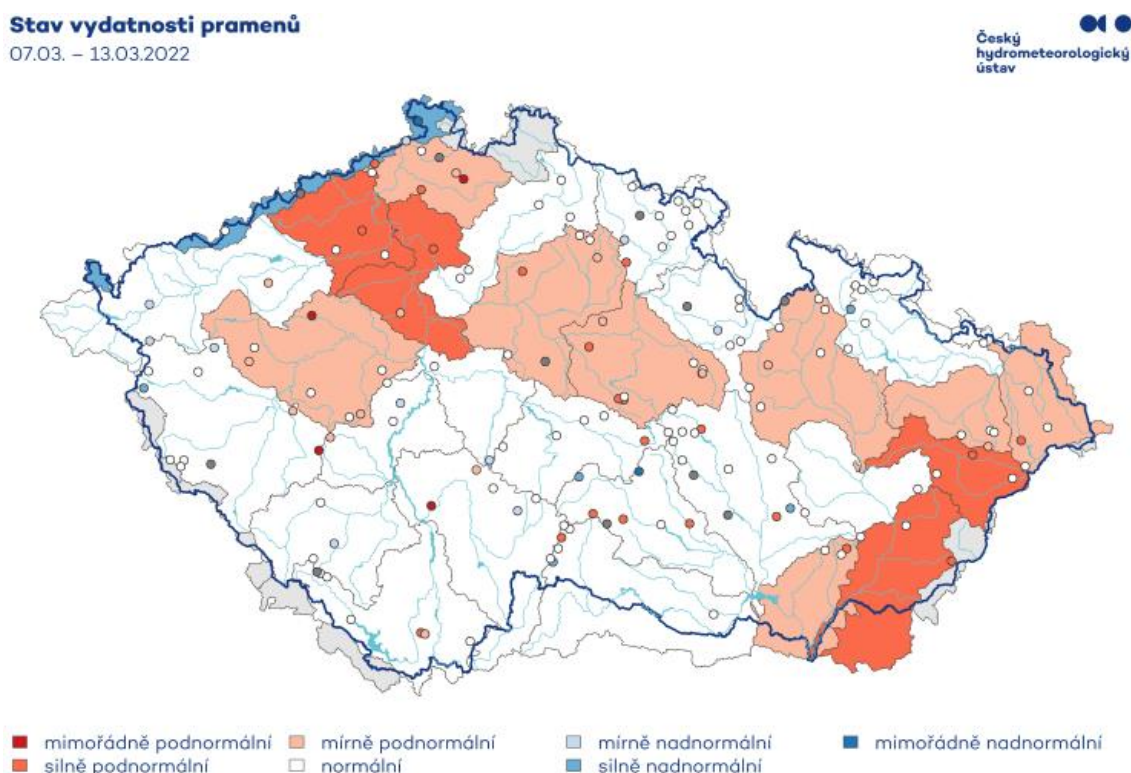 Stav vydatnosti pramenů
07.03. – 13.03.2022
Český
hydrometeorologický
ústav
mimořádně podnormální
mírně podnormální
mírně nadnormální
mimořádně nadnormální
silně podnormální
normální
silně nadnormální